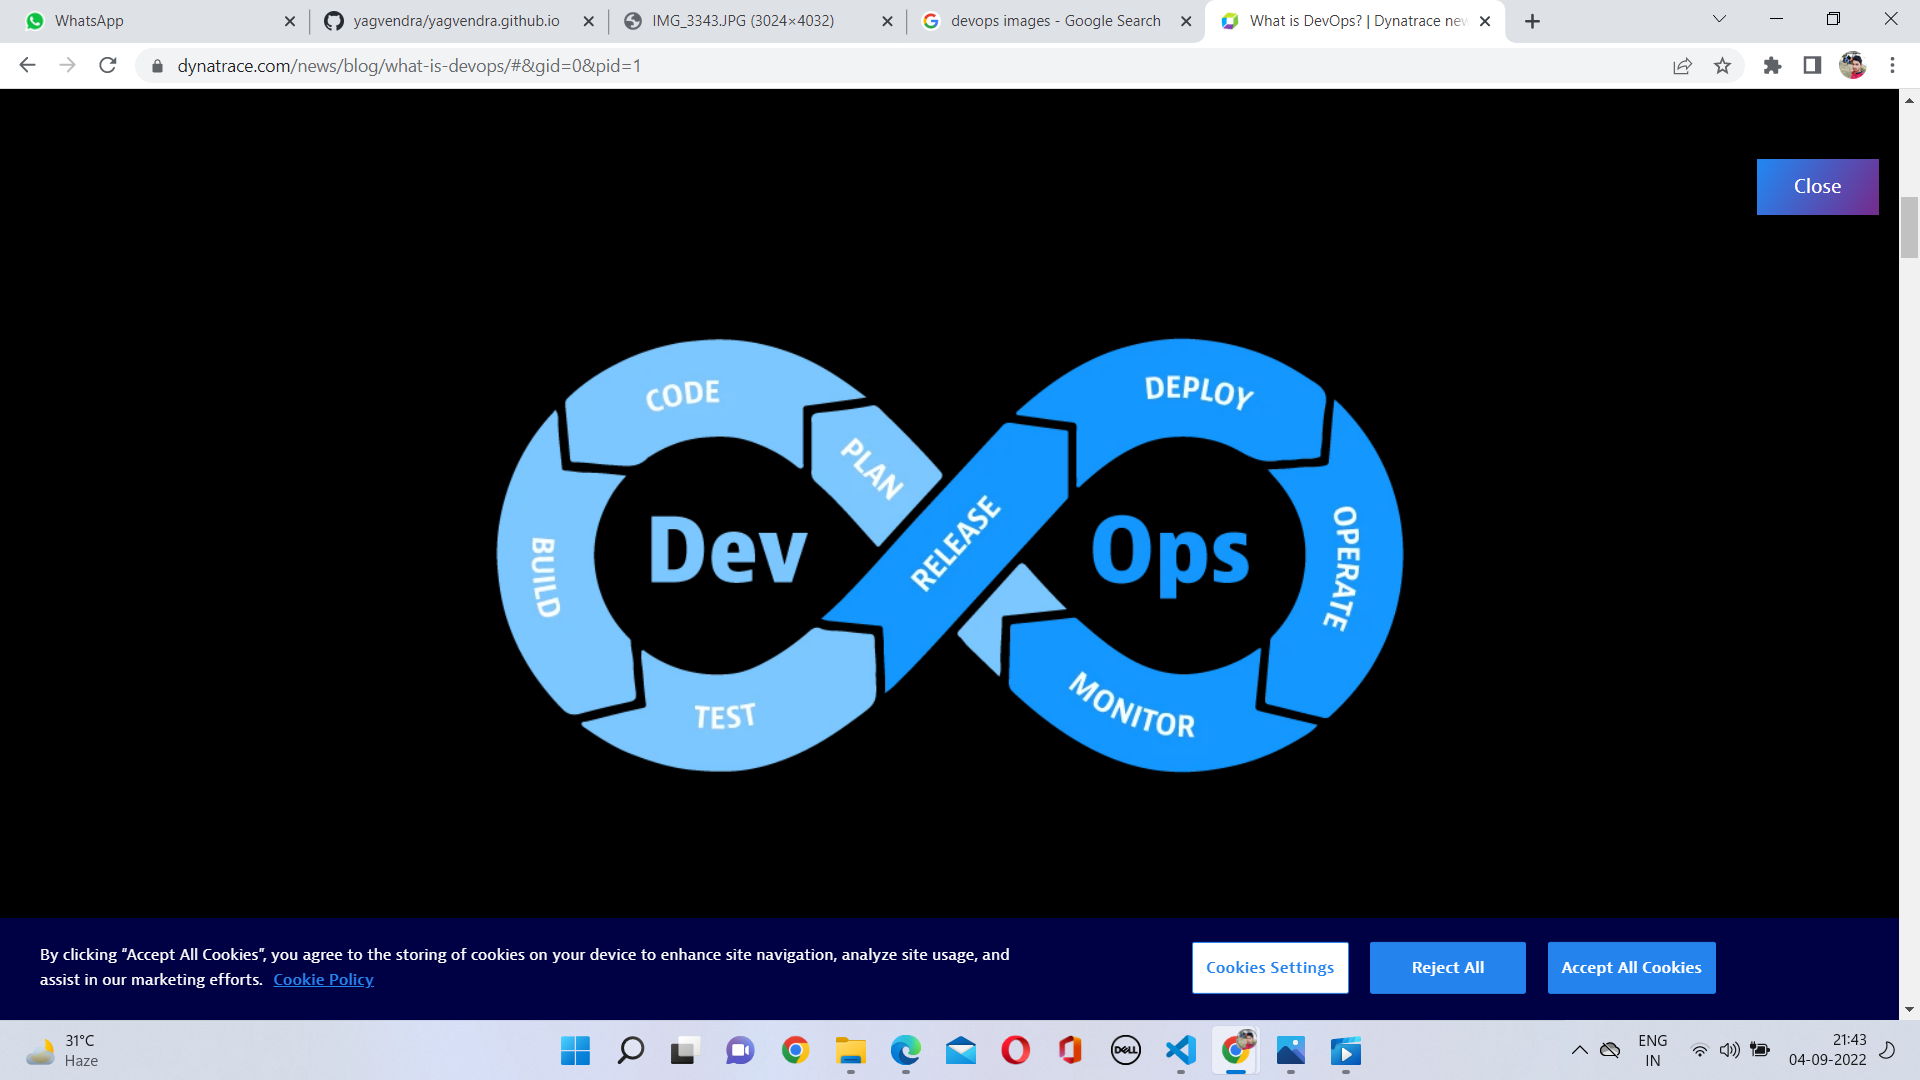 WhatsApp
yagvendra/yagvendra.github.io
IMG_3343.JPG (3024×4032)
devops images - Google Search
What is DevOps? | Dynatrace new
dynatrace.com/news/blog/what-is-devops/#&gid=0&pid=1
Close
CODE
PLAN
BUILD
TEST
Dev
RELEASE
DEPLOY
OPERATE
MONITOR
Ops
By clicking “Accept All Cookies”, you agree to the storing of cookies on your device to enhance site navigation, analyze site usage, and
assist in our marketing efforts. Cookie Policy
Cookies Settings
Reject All
Accept All Cookies
31°C
Haze
DELL
ENG
IN
21:43
04-09-2022